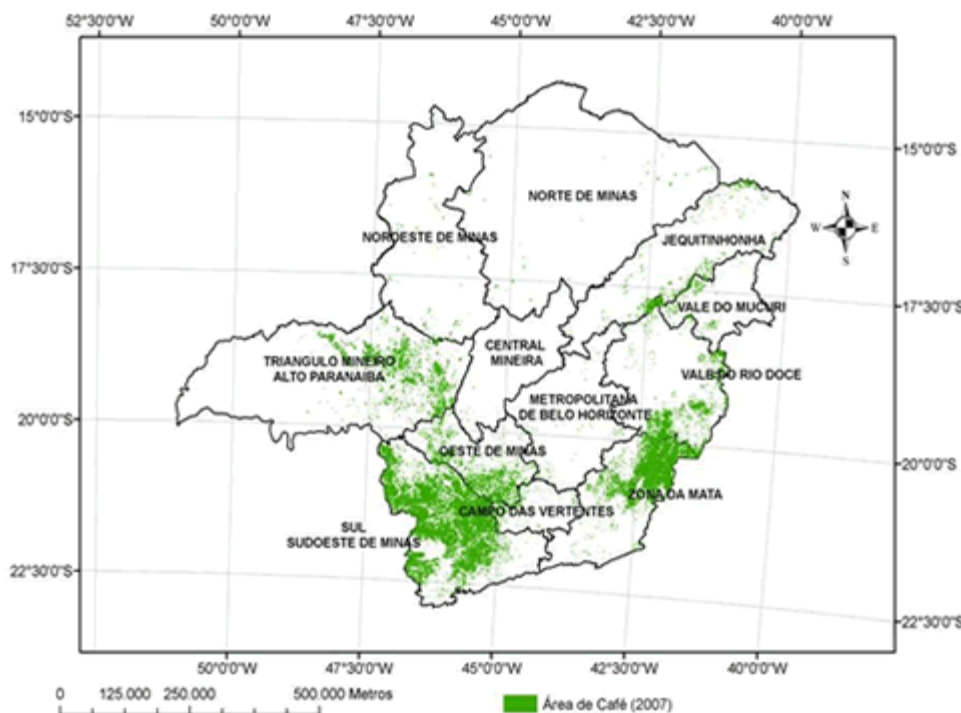 52°30'0"W 50°0'0"W 47°30'0"W 45°0'0"W 42°30'0"W 40°0'0"W
15°0'0"S
15°0'0"S
NORTE DE MINAS
N
W E
S
NOROESTE DE MINAS
JEQUITINHONHA
17°30'0"S
17°30'0"S
VALE DO MUCURI
CENTRAL
MINEIRA
TRIANGULO MINEIRO
ALTO PARANAIBA
VALE DO RIO DOCE
METROPOLITANA
DE BELO HORIZONTE
20°0'0"S
20°0'0"S
OESTE DE MINAS
ZONA DA MATA
CAMPO DAS VERTENTES
SUL
SUDOESTE DE MINAS
22°30'0"S
22°30'0"S
50°0'0"W 47°30'0"W 45°0'0"W 42°30'0"W 40°0'0"W
0 125.000 250.000 500.000 Metros
Área de Café (2007)